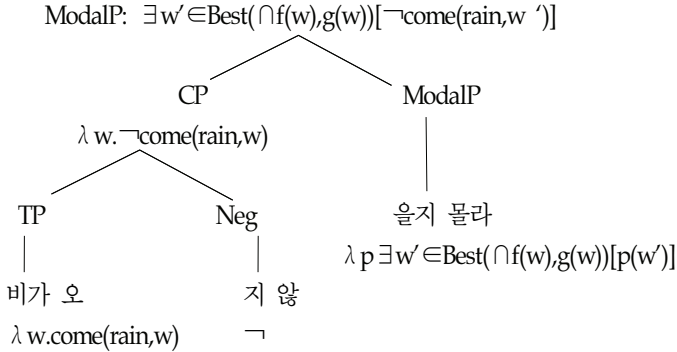 ModalP: ∃w′∈Best(∩f(w),g(w))[¬come(rain,w ‘)]
CP ModalP
λw.¬come(rain,w)
TP Neg 을지 몰라
λp∃w′∈Best(∩f(w),g(w))[p(w′)]
비가 오 지 않
λw.come(rain,w) ¬